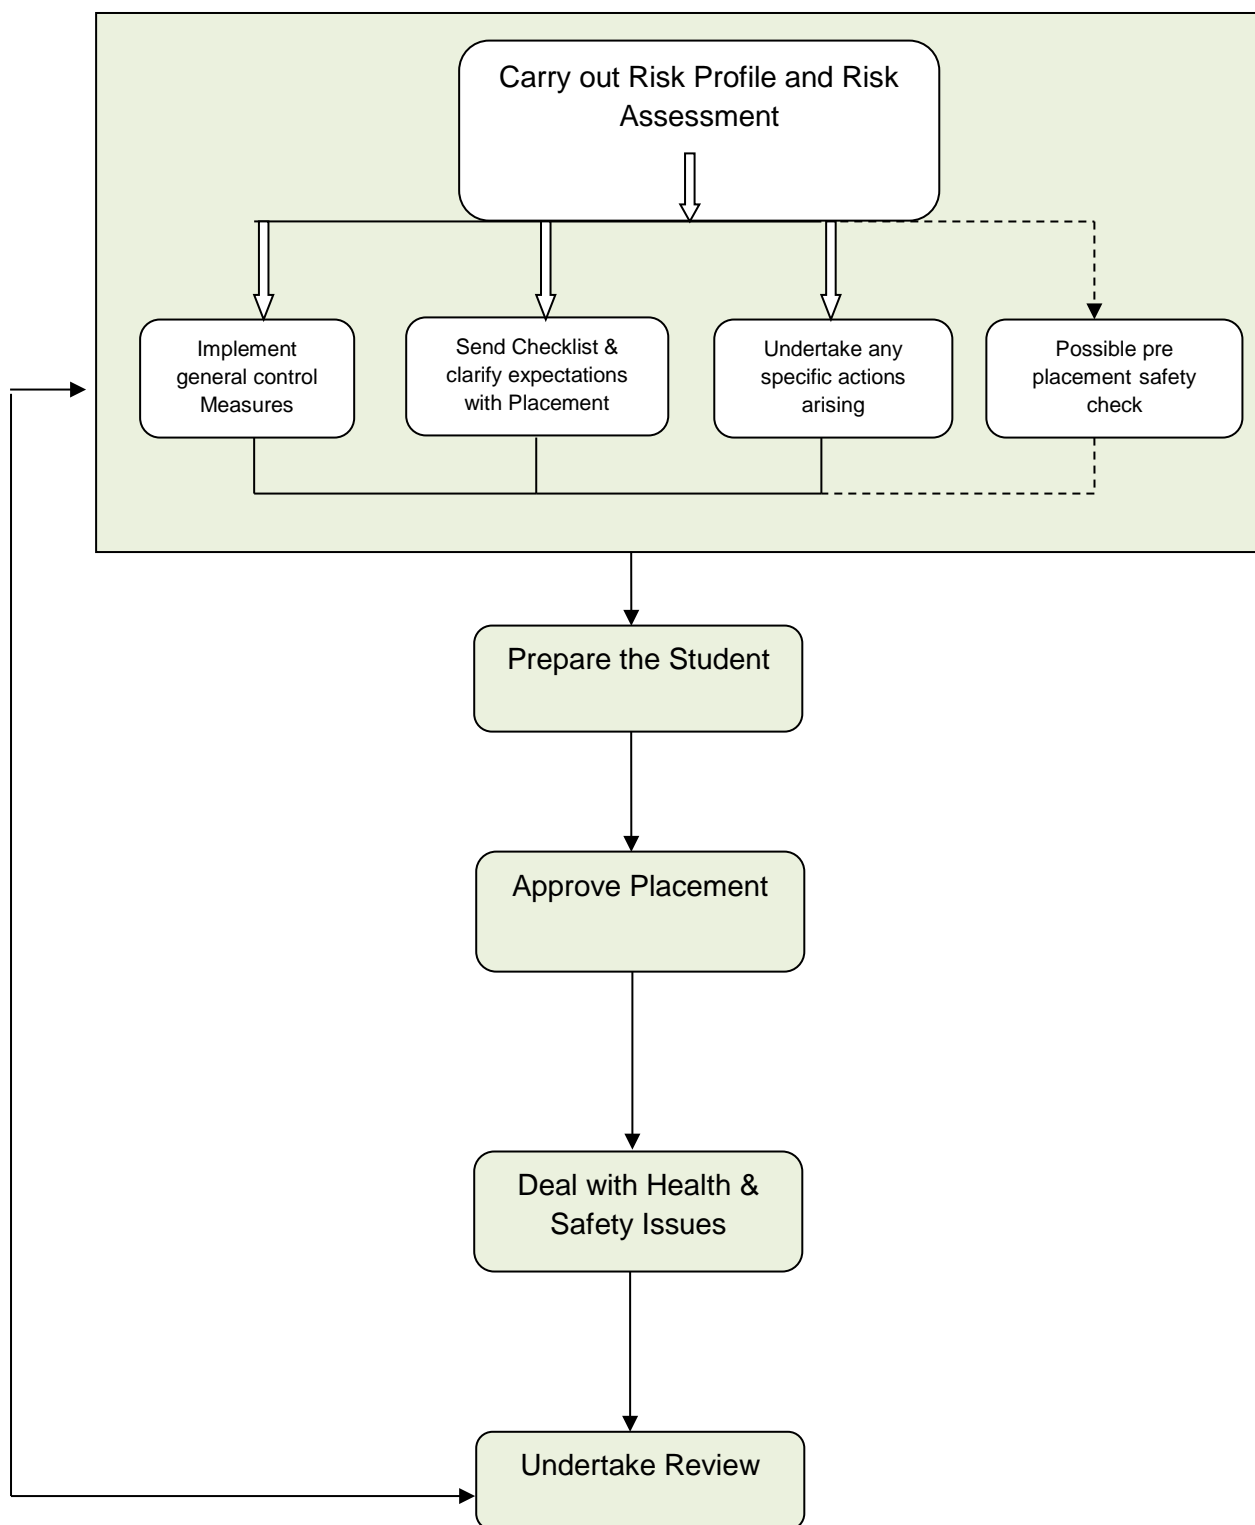 Carry out Risk Profile and Risk
Assessment
Implement
general control
Measures
Send Checklist &
clarify expectations
with Placement
Undertake any
specific actions
arising
Possible pre
placement safety
check
Prepare the Student
Approve Placement
Deal with Health &
Safety Issues
Undertake Review